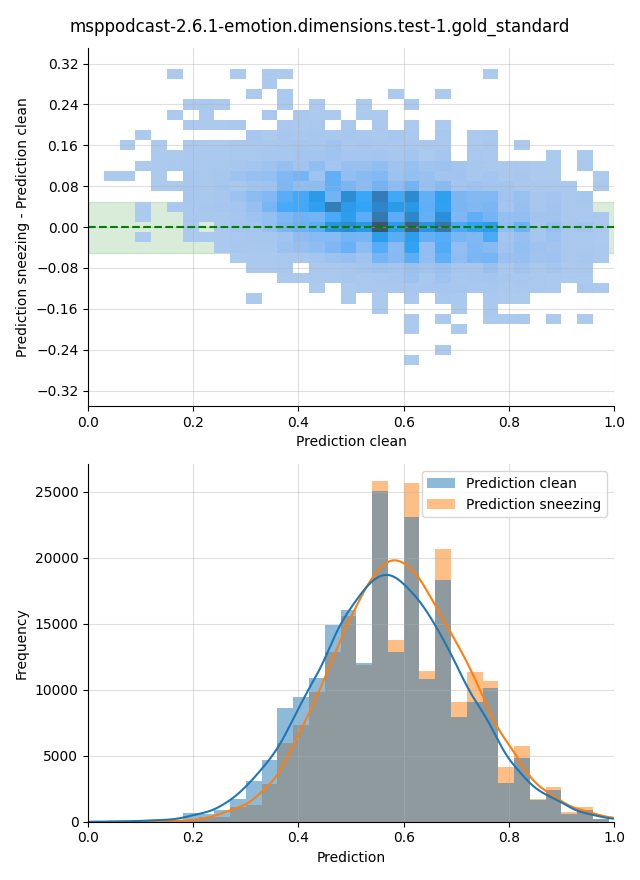 msppodcast-2.6.1-emotion.dimensions.test-1.gold_standard
Prediction sneezing - Prediction clean
0.32
0.24
0.16
0.08
0.00
−0.08
−0.16
−0.24
−0.32
0.0 0.2 0.4 0.6 0.8 1.0
Prediction clean
Frequency
25000
20000
15000
10000
5000
0
Prediction clean
Prediction sneezing
0.0 0.2 0.4 0.6 0.8 1.0
Prediction